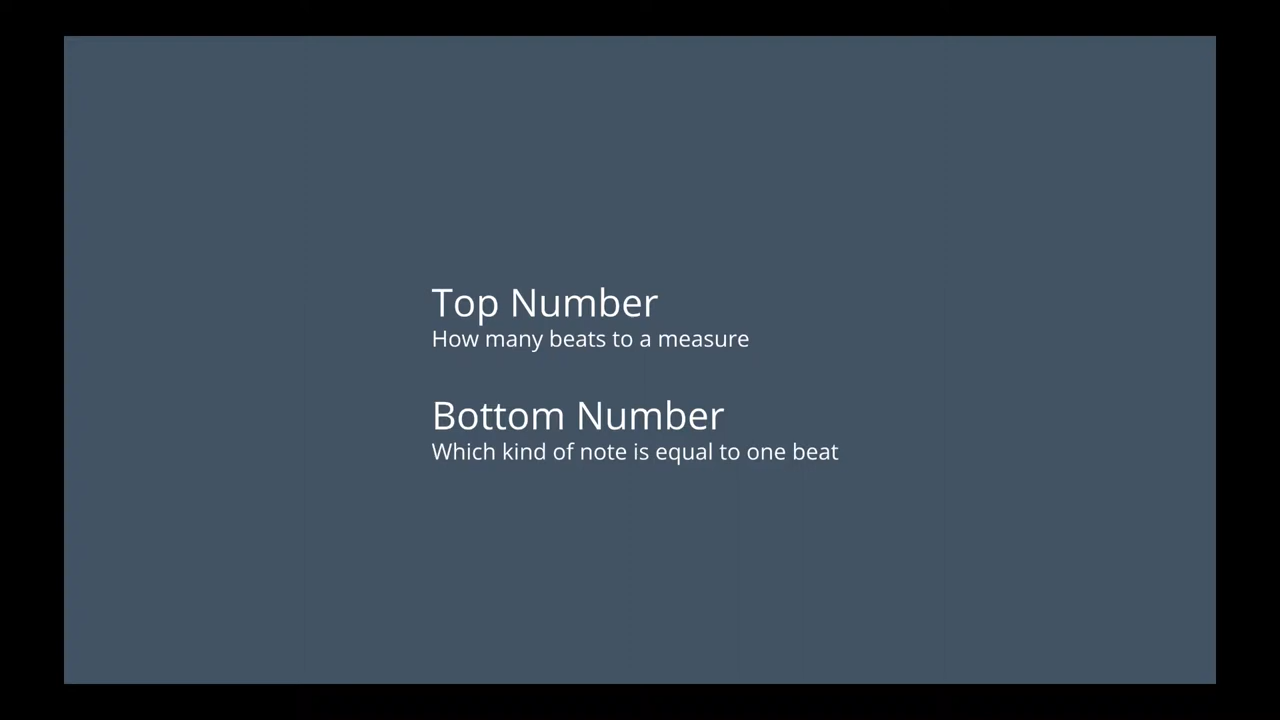 Top Number
How many beats to a measure
Bottom Number
Which kind of note is equal to one beat